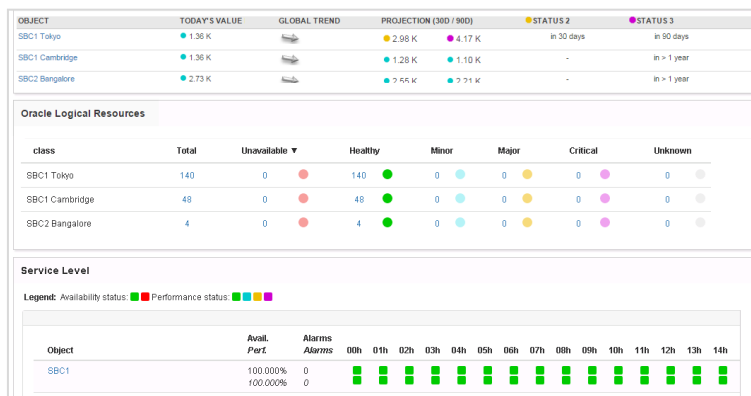 OBJECT TODAY'S VALUE GLOBAL TREND PROJECTION (30D / 90D) STATUS 2 STATUS 3
SBC1 Tokyo 1.36 K 2.98 K 4.17 K in 30 days in 90 days
SBC1 Cambridge 1.36 K 1.28 K 1.10 K - in > 1 year
SBC2 Bangalore 2.73 K 2.55 K 2.21 K - in > 1 year
Oracle Logical Resources
class Total Unavailable ▼ Healthy Minor Major Critical Unknown
SBC1 Tokyo 140 0 140 0 0 0 0
SBC1 Cambridge 48 0 48 0 0 0 0
SBC2 Bangalore 4 0 4 0 0 0 0
Service Level
Legend: Availability status: Performance status:
Avail. Alarms
Object Perf. Alarms 00h 01h 02h 03h 04h 05h 06h 07h 08h 09h 10h 11h 12h 13h 14h
SBC1 100.000% 0
100.000% 0